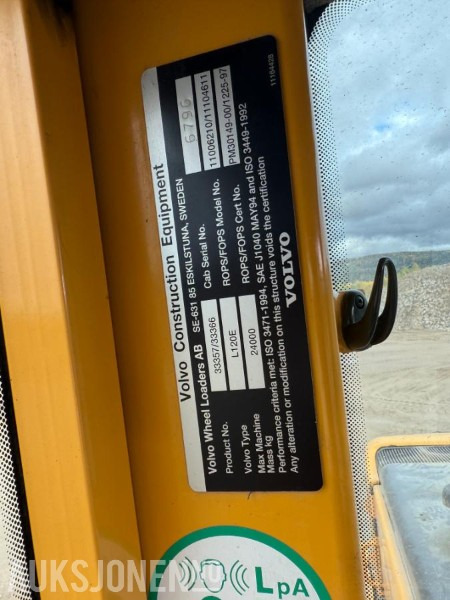 Volvo Construction Equipment
Volvo Wheel Loaders AB SE-631 85 ESKILSTUNA, SWEDEN
Product No. 33357/33366 Cab Serial No. 6796
Volvo Type L120E ROPS/FOPS Model No. 11006210/11104611
Max Machine Mass kg 24000 ROPS/FOPS Cert No. PM30149-00/1225-97
Performance criteria met: ISO 3471-1994, SAE J1040 MAY94 and ISO 3449-1992
Any alteration or modification on this structure voids the certification
VOLVO
11104425
LpA
UKSJONEN